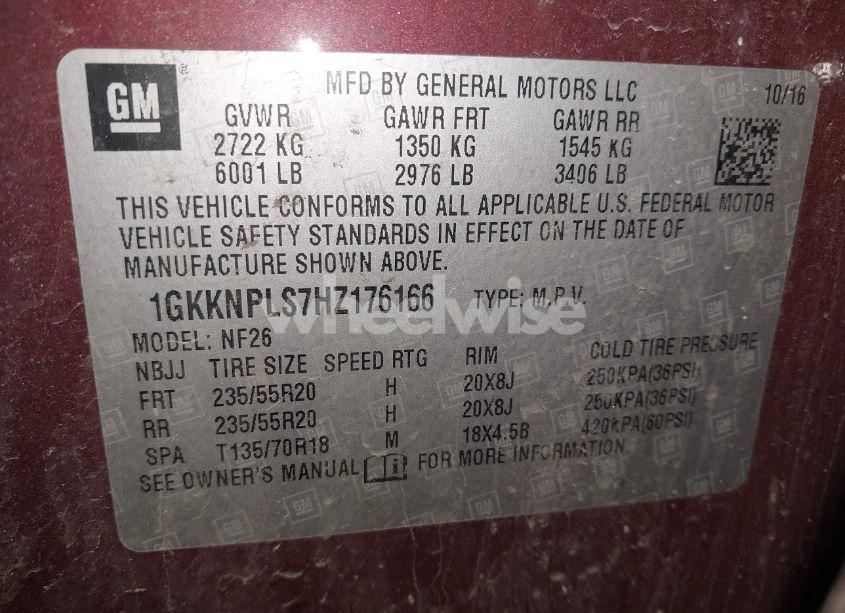 GM ®
MFD BY GENERAL MOTORS LLC 10/16
GVWR GAWR FRT GAWR RR
2722 KG 1350 KG 1545 KG
6001 LB 2976 LB 3406 LB
THIS VEHICLE CONFORMS TO ALL APPLICABLE U.S. FEDERAL MOTOR
VEHICLE SAFETY STANDARDS IN EFFECT ON THE DATE OF
MANUFACTURE SHOWN ABOVE.
1GKKNPLS7HZ176166 TYPE: M.P.V.
wheelwise
MODEL: NF26
NBJJ TIRE SIZE SPEED RTG RIM COLD TIRE PRESSURE
FRT 235/55R20 H 20X8J 250KPA(36PSI)
RR 235/55R20 H 20X8J 250KPA(36PSI)
SPA T135/70R18 M 18X4.5B 420KPA(60PSI)
SEE OWNER'S MANUAL FOR MORE INFORMATION.